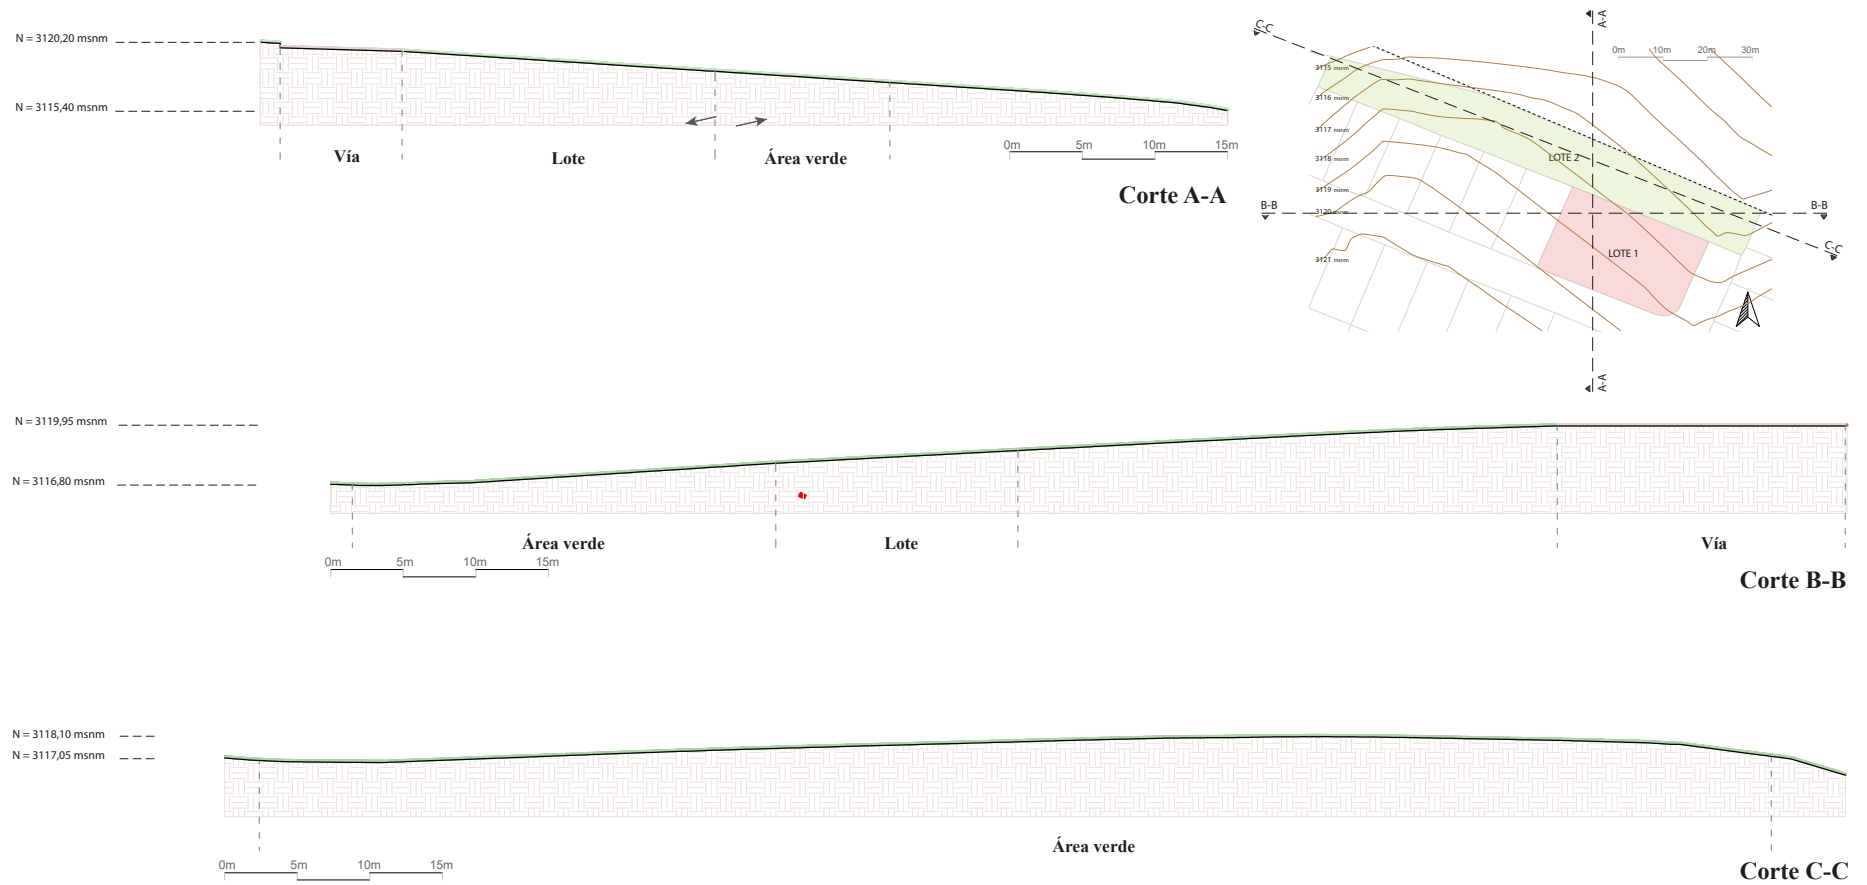 N = 3120,20 msnm
N = 3115,40 msnm
Vía
Lote
Área verde
0m 5m 10m 15m
Corte A-A
C-C
A-A
0m 10m 20m 30m
3115 msnm
3116 msnm
3117 msnm
3118 msnm
3119 msnm
3120 msnm
3121 msnm
LOTE 2
B-B
B-B
LOTE 1
C-C
A-A
N = 3119,95 msnm
N = 3116,80 msnm
Área verde
Lote
Vía
0m 5m 10m 15m
Corte B-B
N = 3118,10 msnm
N = 3117,05 msnm
Área verde
0m 5m 10m 15m
Corte C-C